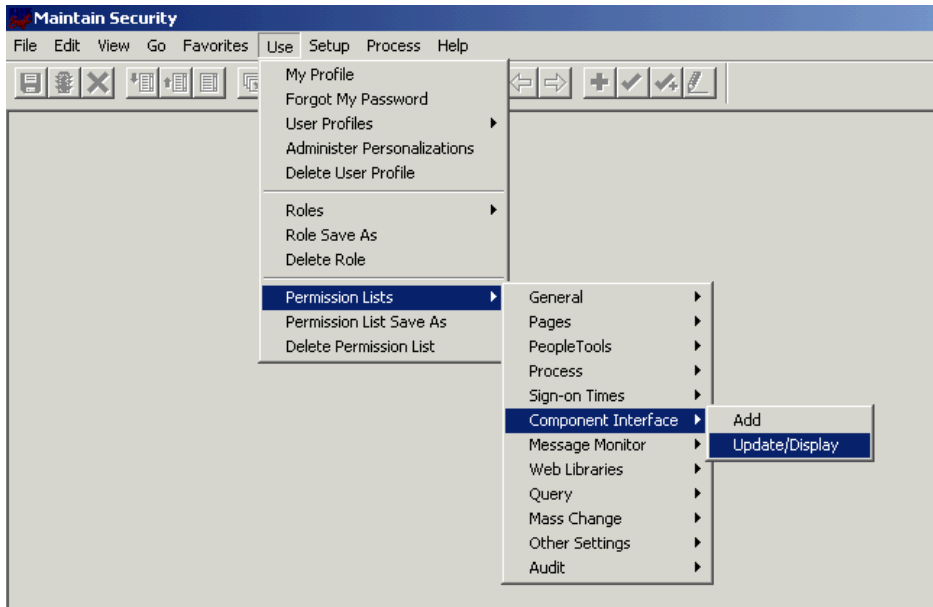 Maintain Security
File Edit View Go Favorites Use Setup Process Help
My Profile
Forgot My Password
User Profiles
Administer Personalizations
Delete User Profile
Roles
Role Save As
Delete Role
Permission Lists
Permission List Save As
Delete Permission List
General
Pages
PeopleTools
Process
Sign-on Times
Component Interface
Message Monitor
Web Libraries
Query
Mass Change
Other Settings
Audit
Add
Update/Display